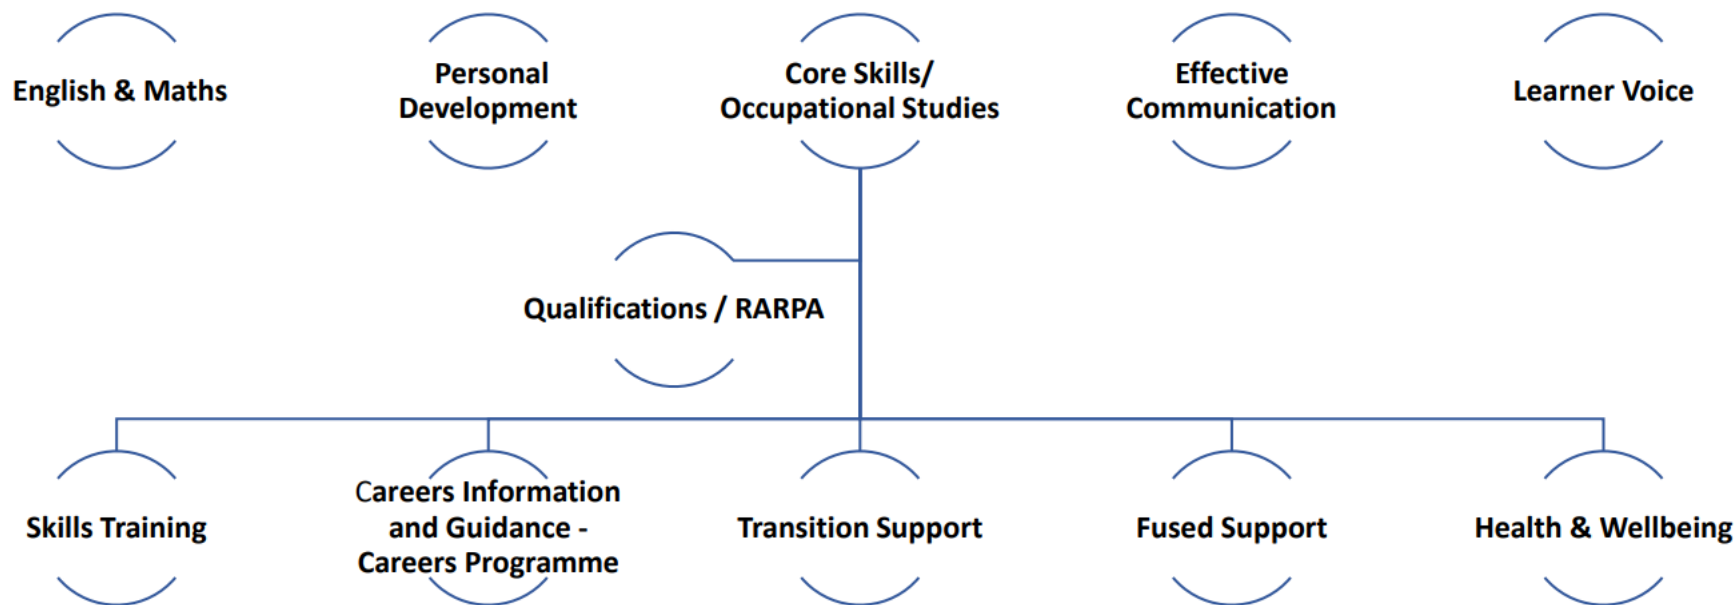 English & Maths
Personal
Development
Core Skills/
Occupational Studies
Effective
Communication
Learner Voice
Qualifications / RARPA
Skills Training
Careers Information
and Guidance -
Careers Programme
Transition Support
Fused Support
Health & Wellbeing